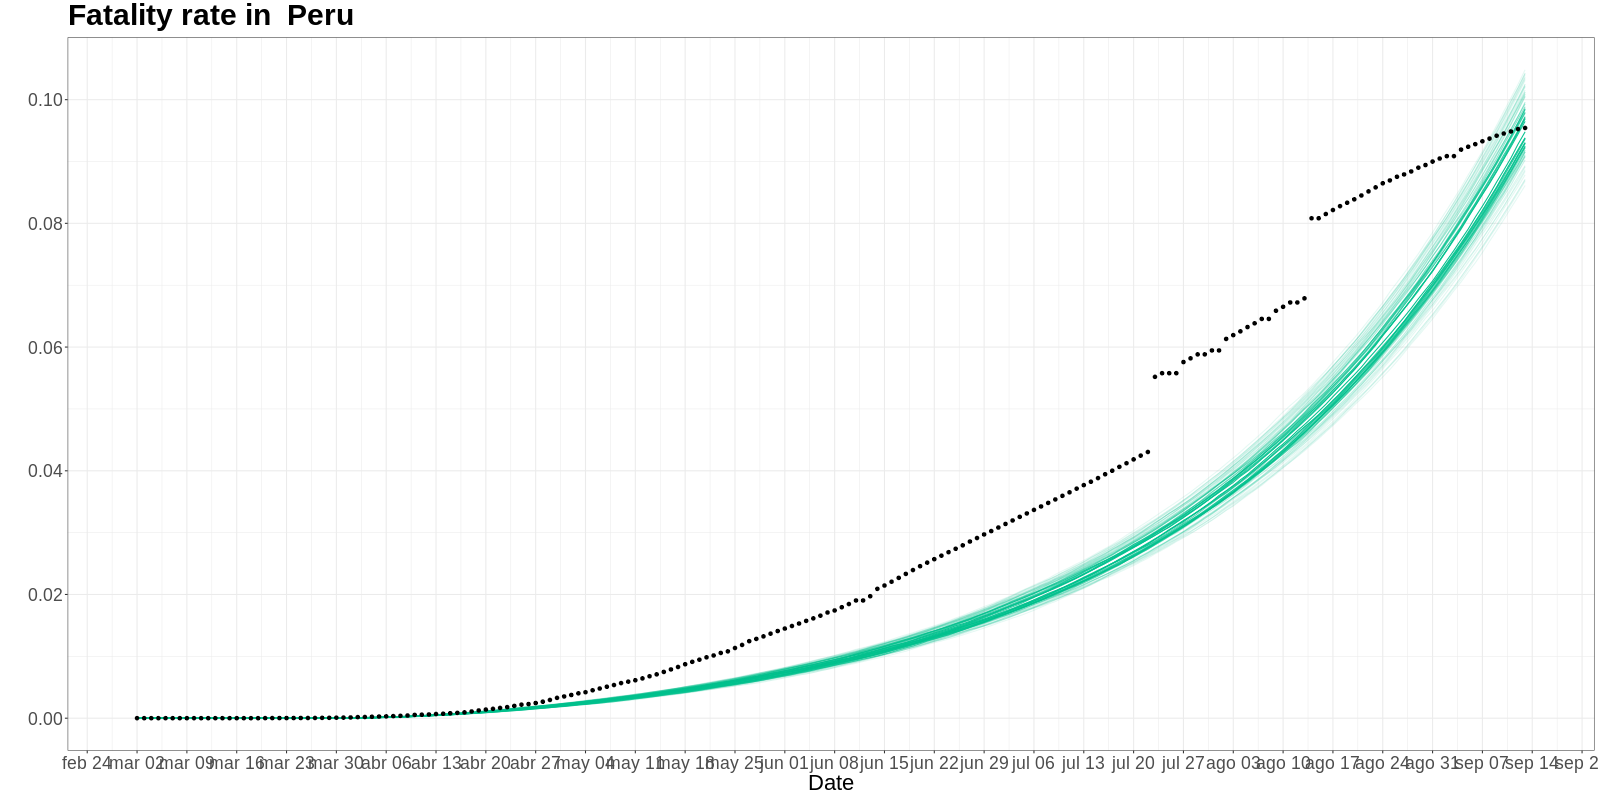 Fatality rate in  Peru
0.10
0.08
0.06
0.04
0.02
0.00
feb 24 mar 02 mar 09 mar 16 mar 23 mar 30 abr 06 abr 13 abr 20 abr 27 may 04 may 11 may 18 may 25 jun 01 jun 08 jun 15 jun 22 jun 29 jul 06 jul 13 jul 20 jul 27 ago 03 ago 10 ago 17 ago 24 ago 31 sep 07 sep 14 sep 2
Date